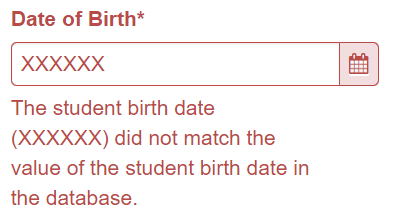 Date of Birth*
XXXXXX
The student birth date
(XXXXXX) did not match the
value of the student birth date in
the database.